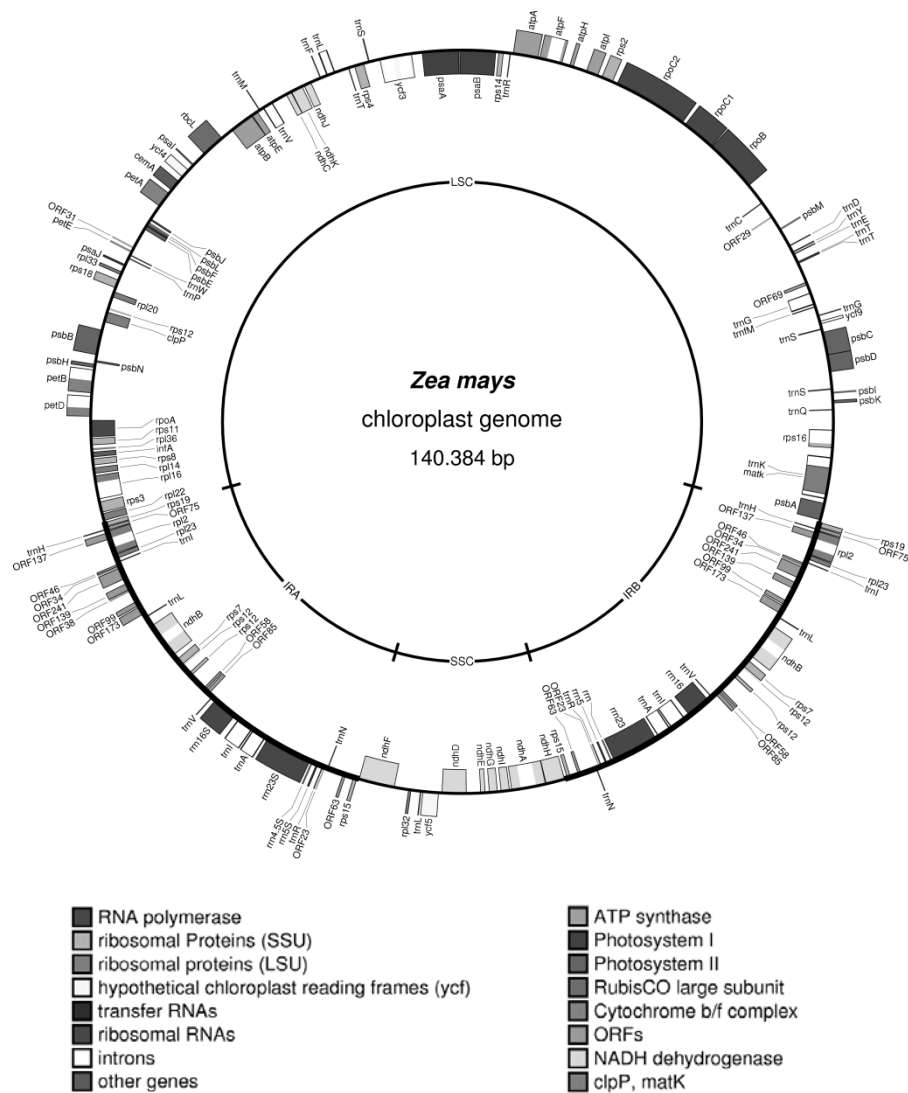 trnS
trnL
trnF
trnM
rbcL
psaI
ycf4
cemA
petA
ORF31
petE
psaJ
rpl33
rps18
psbB
psbH
petB
petD
trnT
rps4
ycf3
psaA
psaB
rps14
trnR
ndhJ
ndhK
ndhC
trnV
atpE
atpB
psbJ
psbL
psbF
psbE
trnW
trnP
rpl20
rps12
clpP
psbN
rpoA
rps11
rpl36
infA
rps8
rpl14
rpl16
rps3
rpl22
rps19
ORF75
rpl2
rpl23
trnI
atpA
atpF
atpH
atpI
rps2
rpoC2
rpoC1
rpoB
trnC
ORF29
psbM
trnD
trnY
trnE
trnT
trnT
ORF69
trnG
trnfM
trnG
ycf9
trnS
psbC
psbD
trnS
psbI
psbK
trnQ
rps16
trnK
matk
psbA
trnH
ORF137
rps19
ORF75
rpl2
rpl23
trnI
ORF46
ORF34
ORF241
ORF139
ORF99
ORF173
trnL
ndhB
rps7
rps12
rps12
ORF58
ORF85
trnV
rrn16
trnI
trnA
rrn23
rrn
rrn5
trnR
ORF23
ORF63
trnN
rps15
ndhH
ndhA
ndhI
ndhG
ndhE
ndhD
ndhF
ycf5
trnL
rpl32
rps15
ORF63
trnN
ORF23
trnR
rrn5S
rrn4.5S
rrn23S
trnA
trnI
rrn16S
trnV
ORF85
ORF58
rps12
rps12
rps7
ndhB
trnL
trnH
ORF137
ORF46
ORF34
ORF241
ORF139
ORF38
ORF99
ORF173
LSC
IRA
IRB
SSC
Zea mays
chloroplast genome
140.384 bp
RNA polymerase
ribosomal Proteins (SSU)
ribosomal proteins (LSU)
hypothetical chloroplast reading frames (ycf)
transfer RNAs
ribosomal RNAs
introns
other genes
ATP synthase
Photosystem I
Photosystem II
RubisCO large subunit
Cytochrome b/f complex
ORFs
NADH dehydrogenase
clpP, matK